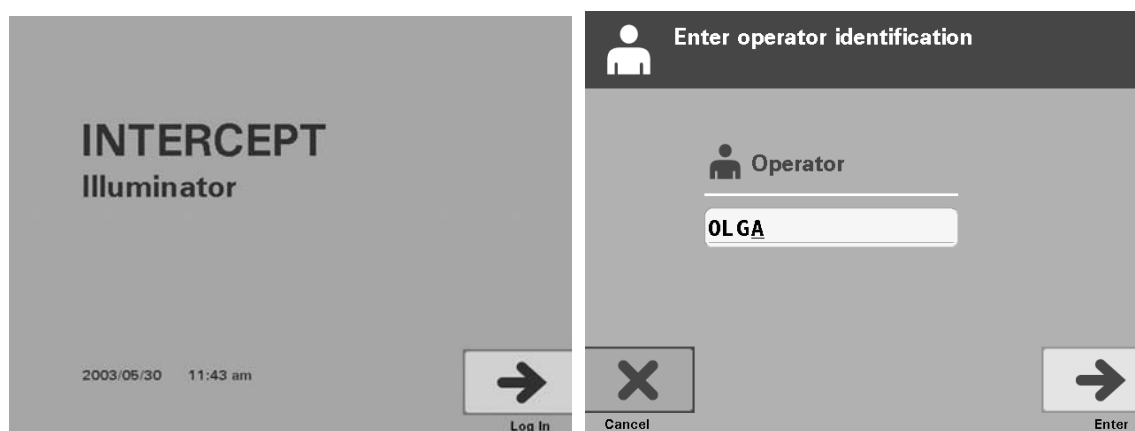 INTERCEPT
Illuminator
2003/05/30 11:43 am
Log In
Enter operator identification
Operator
OLGA
Cancel
Enter